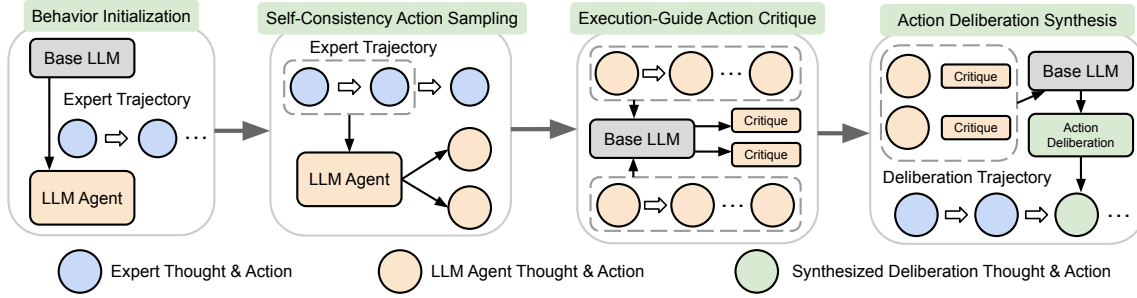 Behavior Initialization
Base LLM
Expert Trajectory
...
LLM Agent
Self-Consistency Action Sampling
Expert Trajectory
LLM Agent
Execution-Guide Action Critique
...
Base LLM
Critique
Critique
...
Action Deliberation Synthesis
Critique
Critique
Base LLM
Action
Deliberation
Deliberation Trajectory
...
Expert Thought & Action
LLM Agent Thought & Action
Synthesized Deliberation Thought & Action